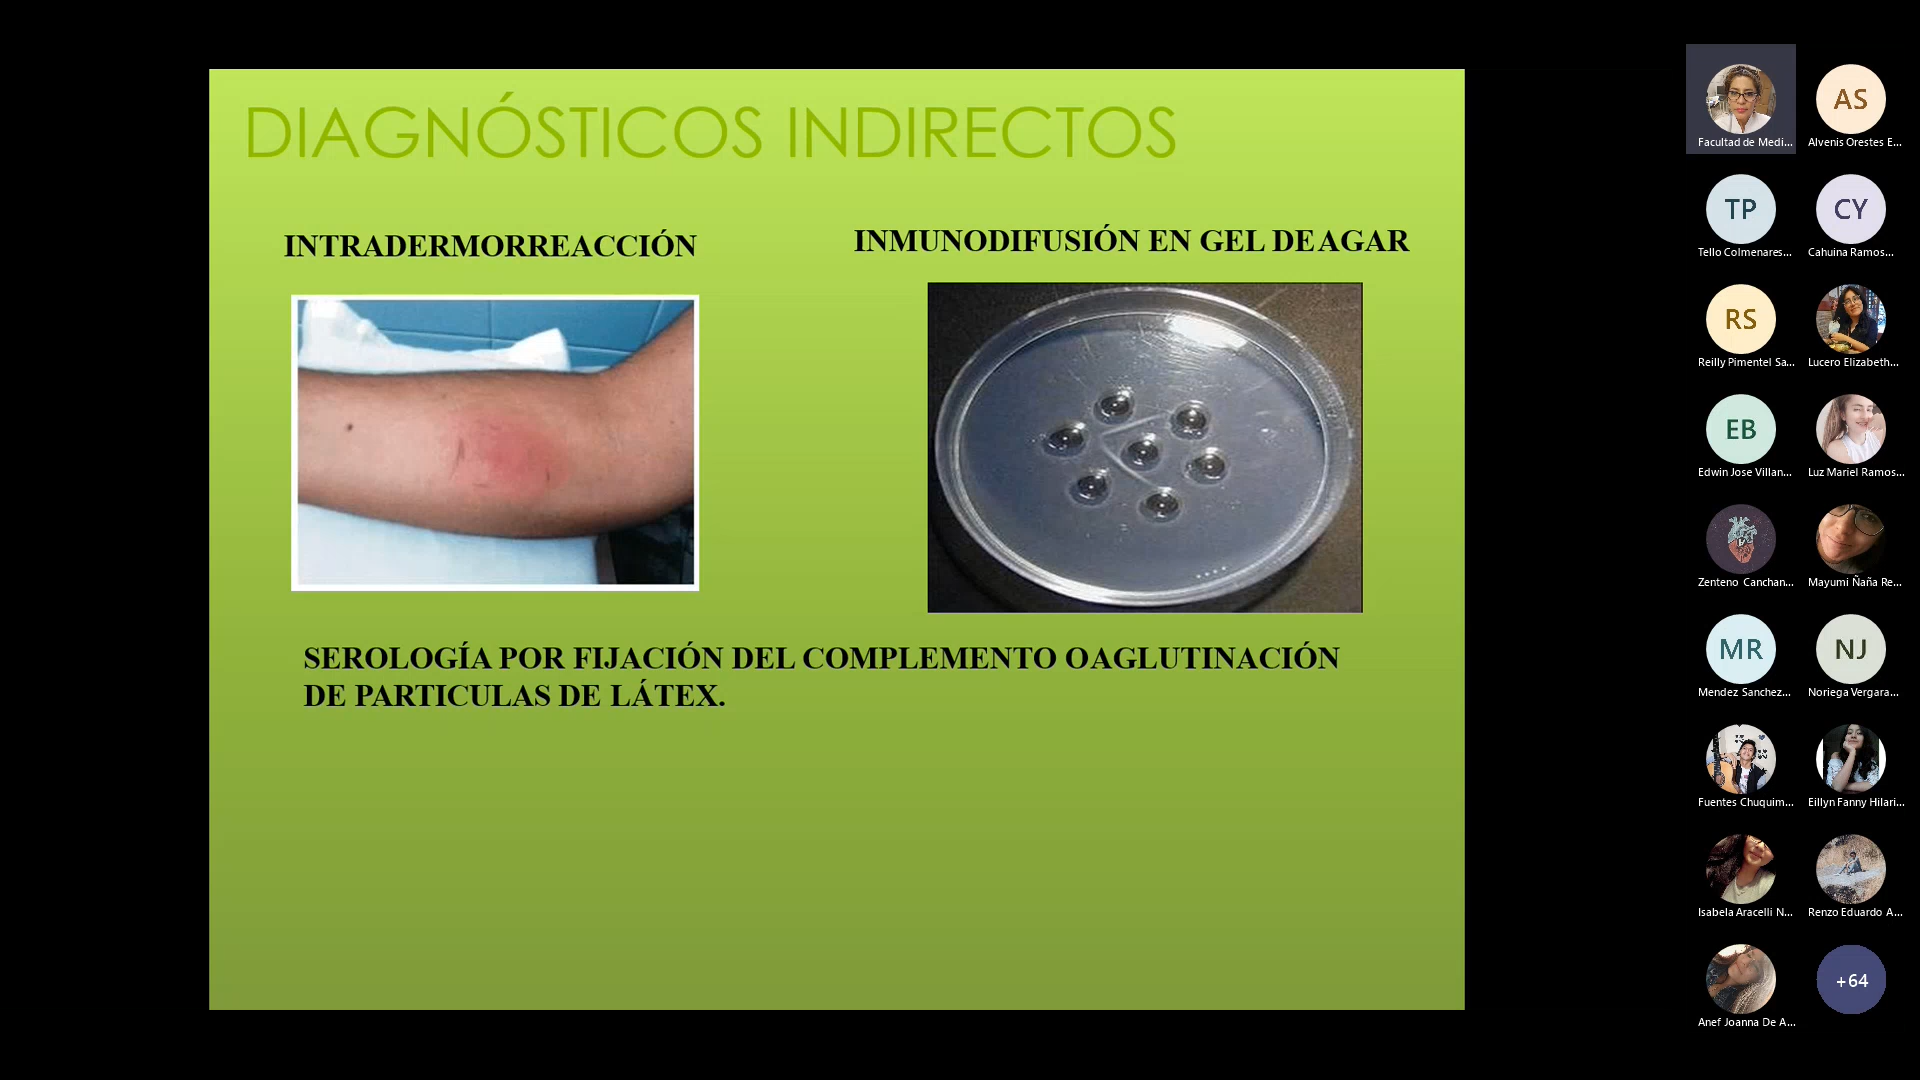 DIAGNÓSTICOS INDIRECTOS
INTRADERMORREACCIÓN
INMUNODIFUSIÓN EN GEL DEAGAR
SEROLOGÍA POR FIJACIÓN DEL COMPLEMENTO OAGLUTINACIÓN
DE PARTICULAS DE LÁTEX.
Facultad de Medi...
AS
Alvenis Orestes E...
TP
Tello Colmenares...
CY
Cahuina Ramos...
RS
Reilly Pimentel Sa...
Lucero Elizabeth...
EB
Edwin Jose Villan...
Luz Mariel Ramos...
Zenteno Canchan...
Mayumi Ñaña Re...
MR
Mendez Sanchez...
NJ
Noriega Vergara...
Fuentes Chuquim...
Eillyn Fanny Hilari...
Isabela Aracelli N...
Renzo Eduardo A...
Anef Joanna De A...
+64